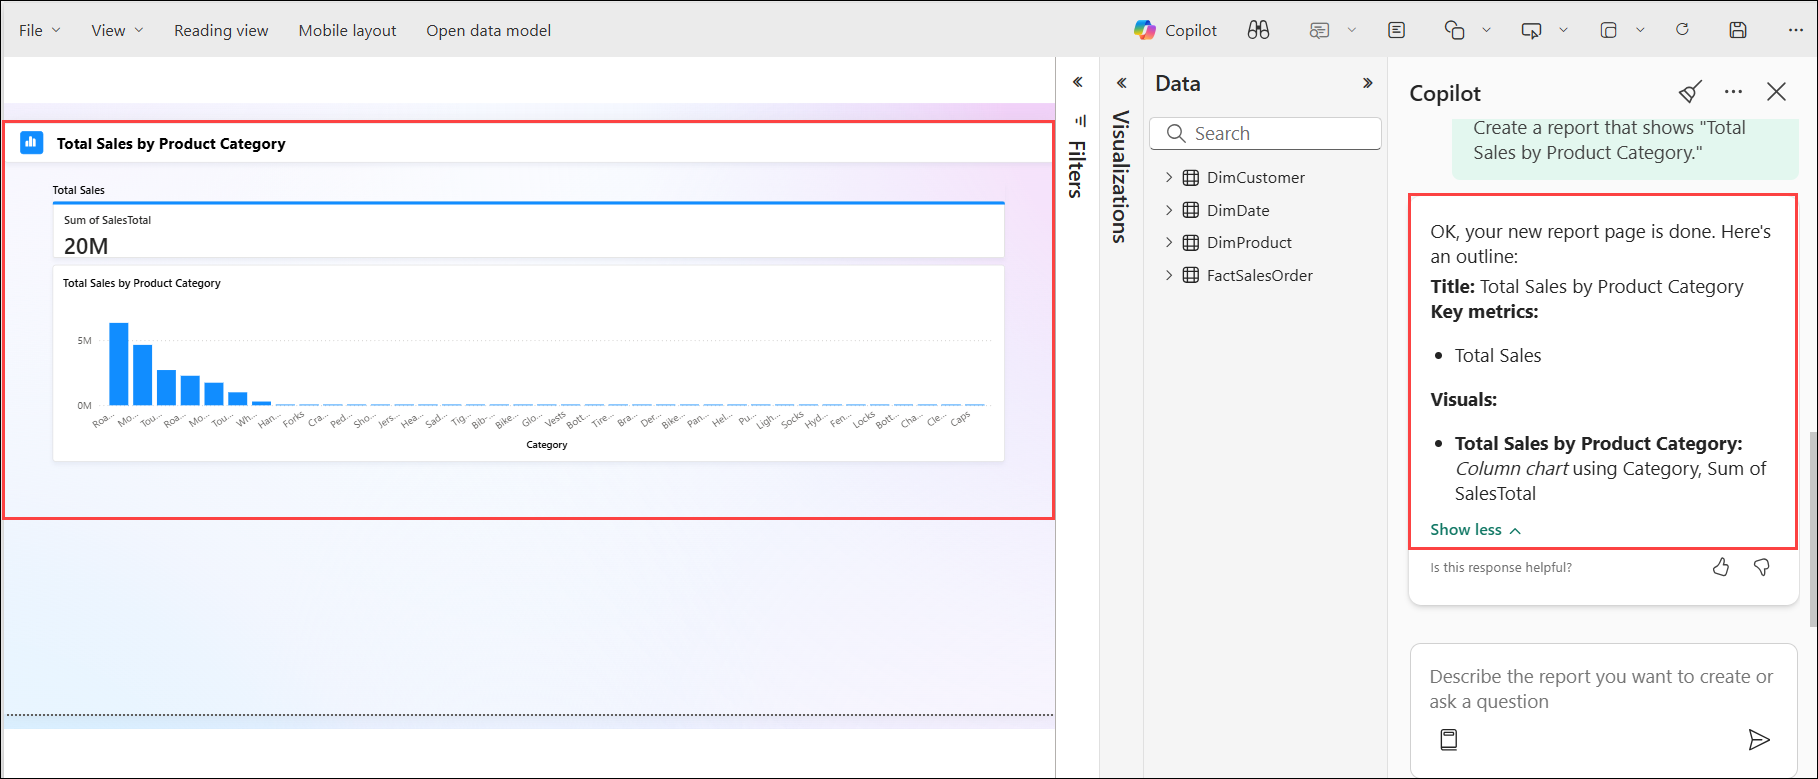 File View Reading view Mobile layout Open data model Copilot
Total Sales by Product Category
Total Sales
Sum of SalesTotal
20M
Total Sales by Product Category
5M
0M
Roa... Mo... Tou... Roa... Mo... Tou... Wh... Han... Forks Cra... Ped... Sho... Jers... Hea... Sad... Tig... Bib-... Bike... Glo... Vests Bott... Tire... Bra... Der... Bike... Pan... Hel... Pu... Ligh... Socks Hyd... Fen... Locks Bott... Cha... Cle... Caps
Category
Filters
Visualizations
Data
Search
DimCustomer
DimDate
DimProduct
FactSalesOrder
Copilot
Create a report that shows "Total
Sales by Product Category."
OK, your new report page is done. Here's
an outline:
Title: Total Sales by Product Category
Key metrics:
• Total Sales
Visuals:
• Total Sales by Product Category:
Column chart using Category, Sum of
SalesTotal
Show less
Is this response helpful?
Describe the report you want to create or
ask a question